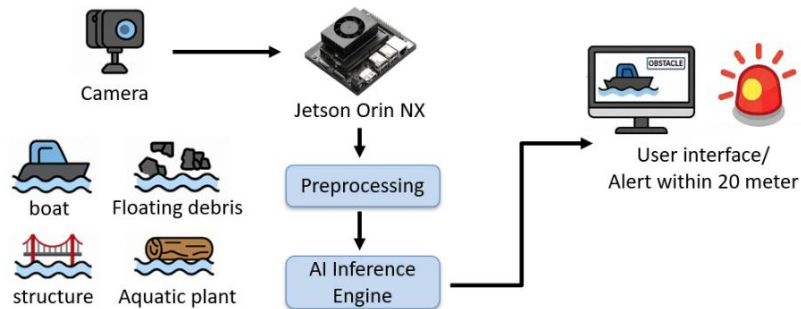 Camera
Jetson Orin NX
OBSTACLE
User interface/
Alert within 20 meter
Preprocessing
boat
Floating debris
AI Inference
Engine
structure
Aquatic plant